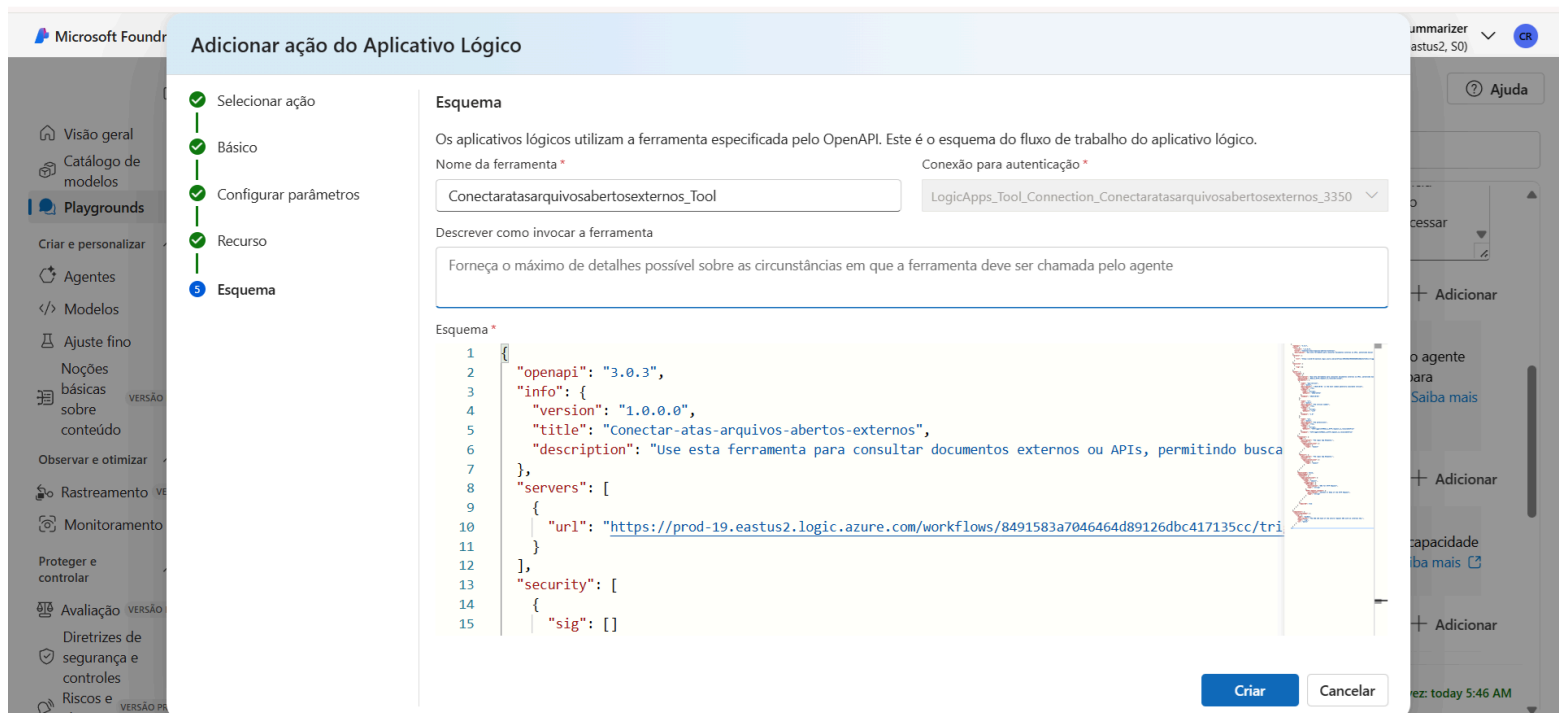 Microsoft Foundr
Adicionar ação do Aplicativo Lógico
ummarizer
astus2, S0)
CR
Ajuda
Visão geral
Catálogo de
modelos
Playgrounds
Criar e personalizar
Agentes
Modelos
Ajuste fino
Noções
básicas
sobre
conteúdo
VERSÃO
Observar e otimizar
Rastreamento VE
Monitoramento
Proteger e
controlar
Avaliação VERSÃO
Diretrizes de
segurança e
controles
Riscos e
VERSÃO PR
Selecionar ação
Básico
Configurar parâmetros
Recurso
5 Esquema
Esquema
Os aplicativos lógicos utilizam a ferramenta especificada pelo OpenAPI. Este é o esquema do fluxo de trabalho do aplicativo lógico.
Nome da ferramenta *
Conexão para autenticação *
Conectaratasarquivosabertosexternos_Tool
LogicApps_Tool_Connection_Conectaratasarquivosabertosexternos_3350
Descrever como invocar a ferramenta
Forneça o máximo de detalhes possível sobre as circunstâncias em que a ferramenta deve ser chamada pelo agente
Esquema *
1 {
2 "openapi": "3.0.3",
3 "info": {
4 "version": "1.0.0.0",
5 "title": "Conectar-atas-arquivos-abertos-externos",
6 "description": "Use esta ferramenta para consultar documentos externos ou APIs, permitindo busca
7 },
8 "servers": [
9 {
10 "url": "https://prod-19.eastus2.logic.azure.com/workflows/8491583a7046464d89126dbc417135cc/tri
11 }
12 ],
13 "security": [
14 {
15 "sig": []
Criar
Cancelar
o
cessar
+ Adicionar
o agente
para
Saiba mais
+ Adicionar
capacidade
iba mais
+ Adicionar
vez: today 5:46 AM